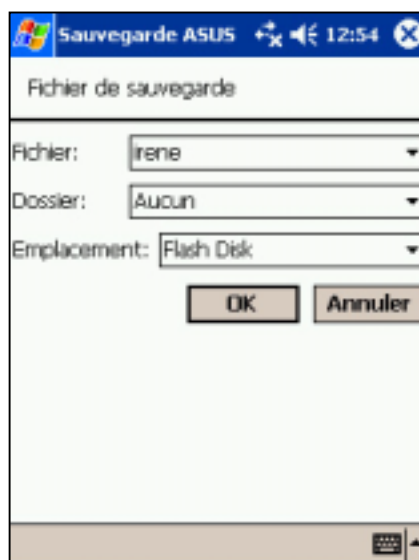 Sauvegarde ASUS 12:54
Fichier de sauvegarde
Fichier: irene
Dossier: Aucun
Emplacement: Flash Disk
OK Annuler